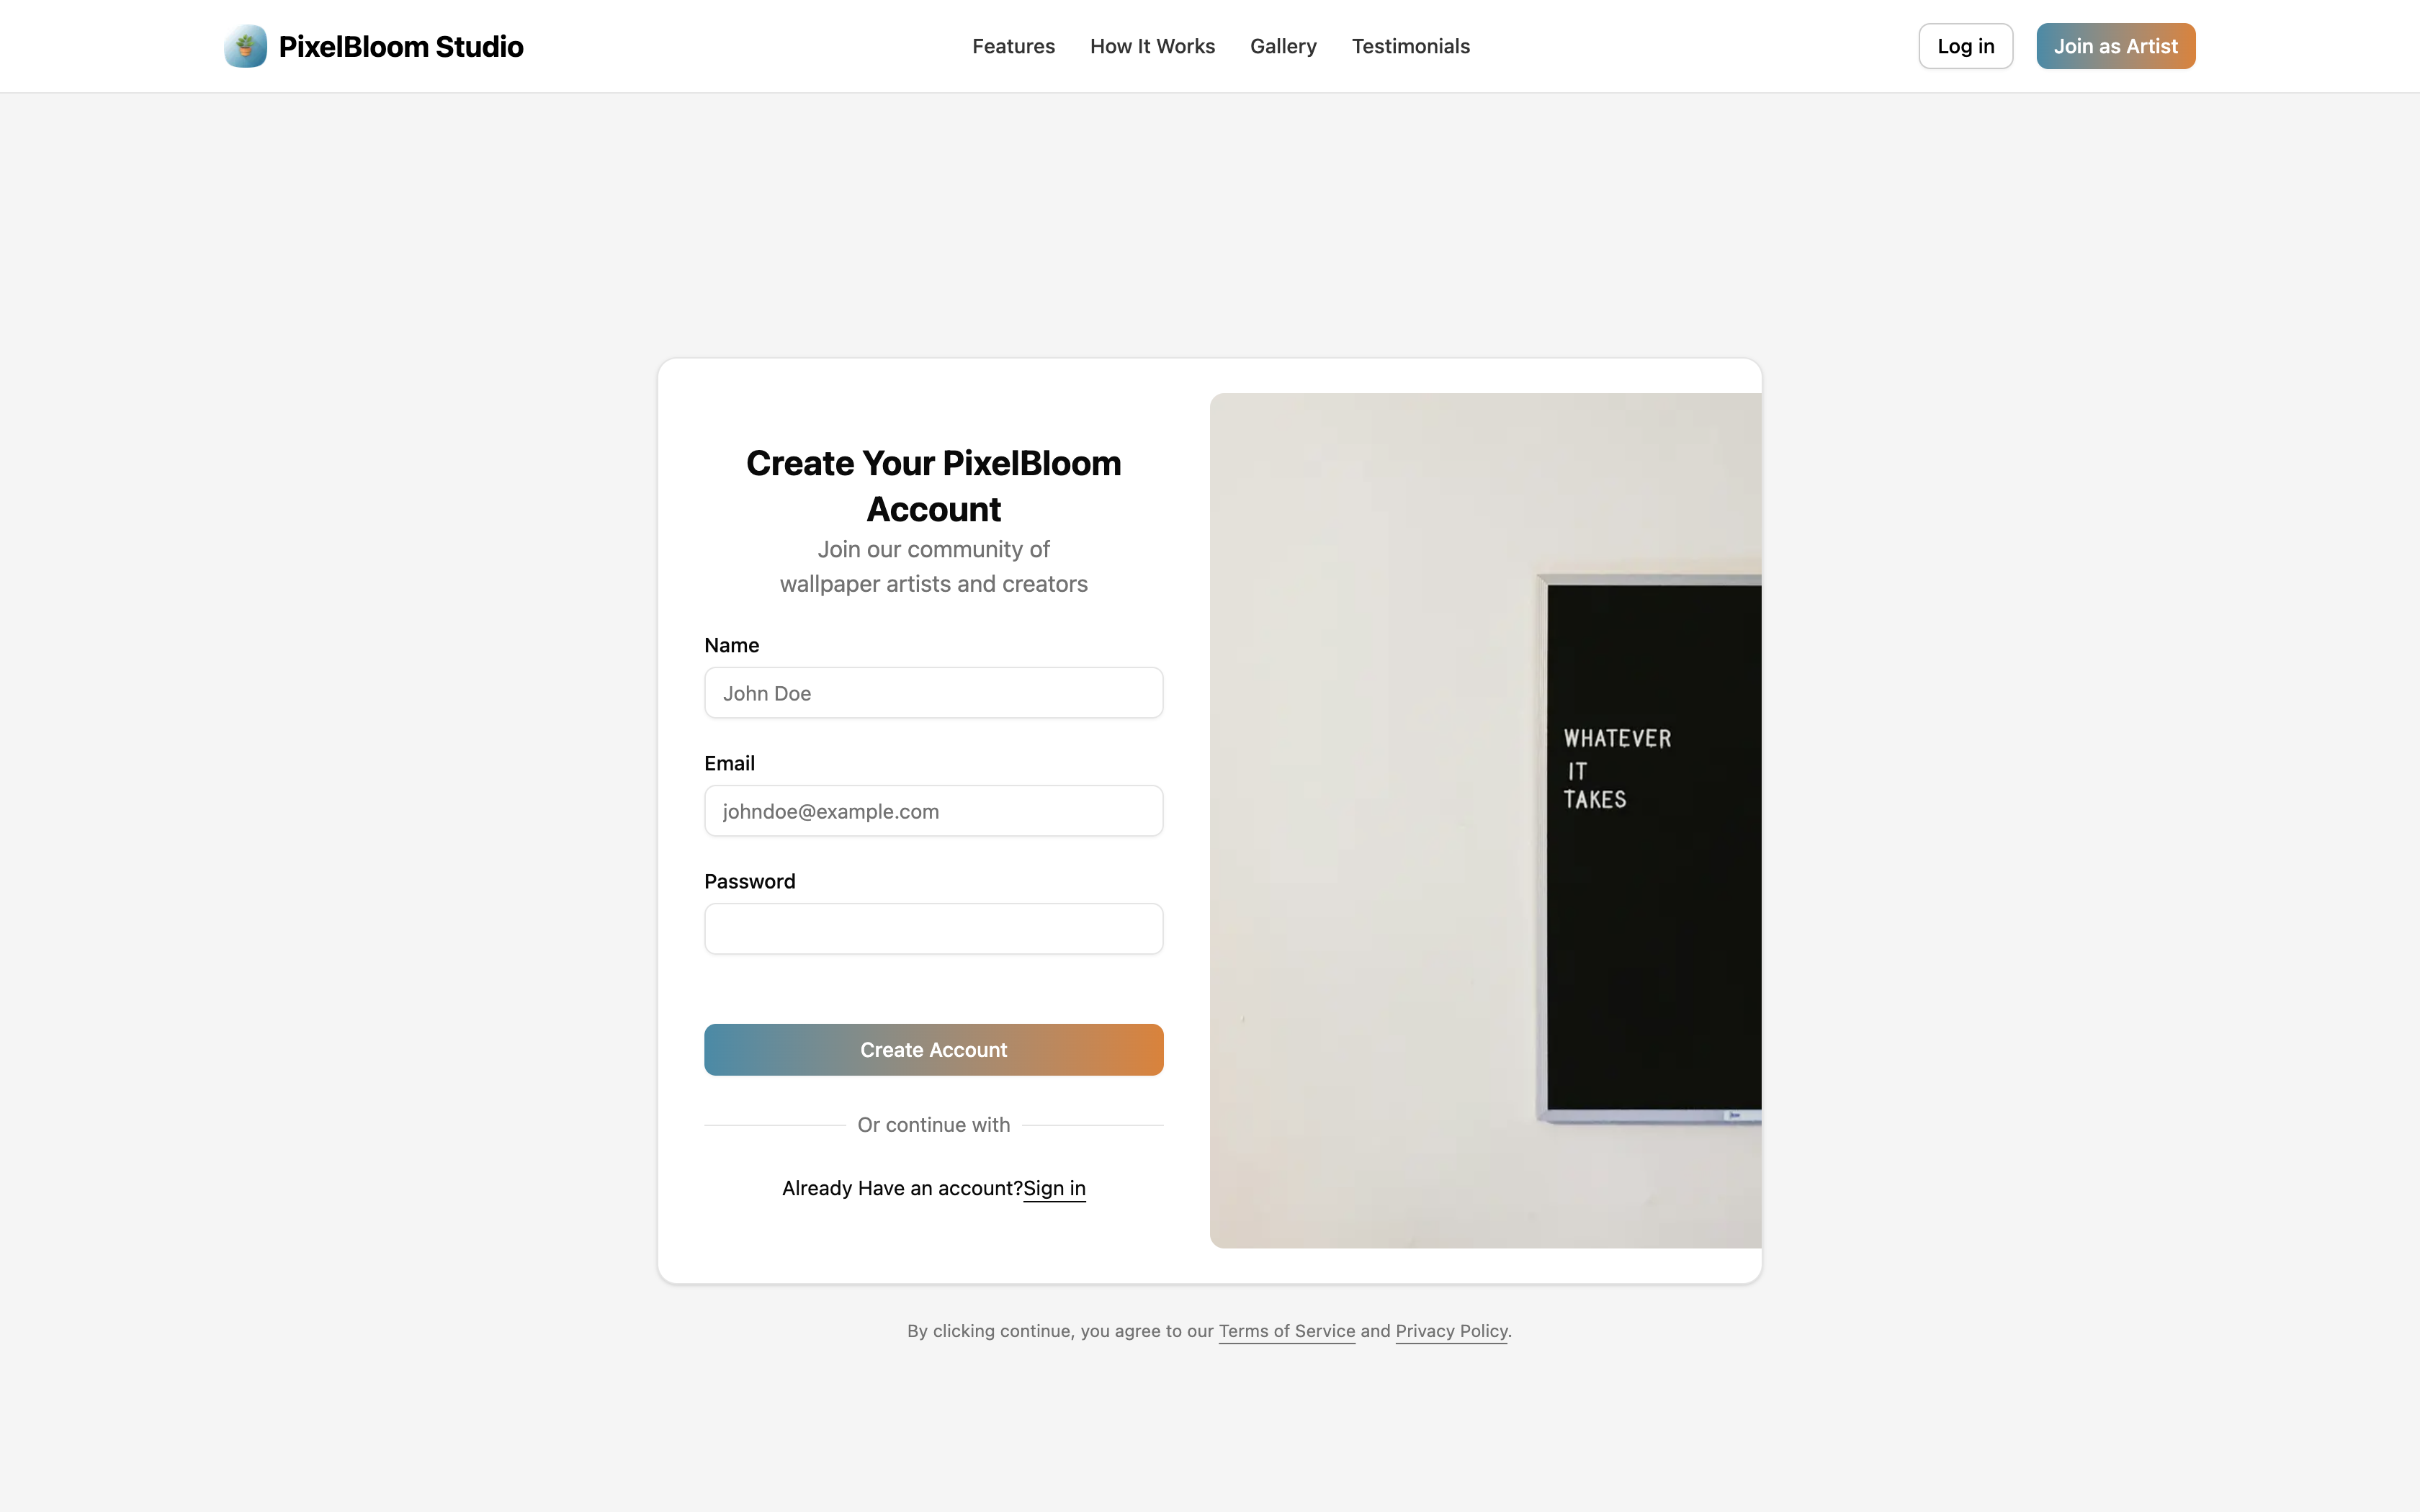 PixelBloom Studio
Features
How It Works
Gallery
Testimonials
Log in
Join as Artist
Create Your PixelBloom
Account
Join our community of
wallpaper artists and creators
Name
John Doe
Email
johndoe@example.com
Password
Create Account
Or continue with
Already Have an account?Sign in
WHATEVER
IT
TAKES
By clicking continue, you agree to our Terms of Service and Privacy Policy.